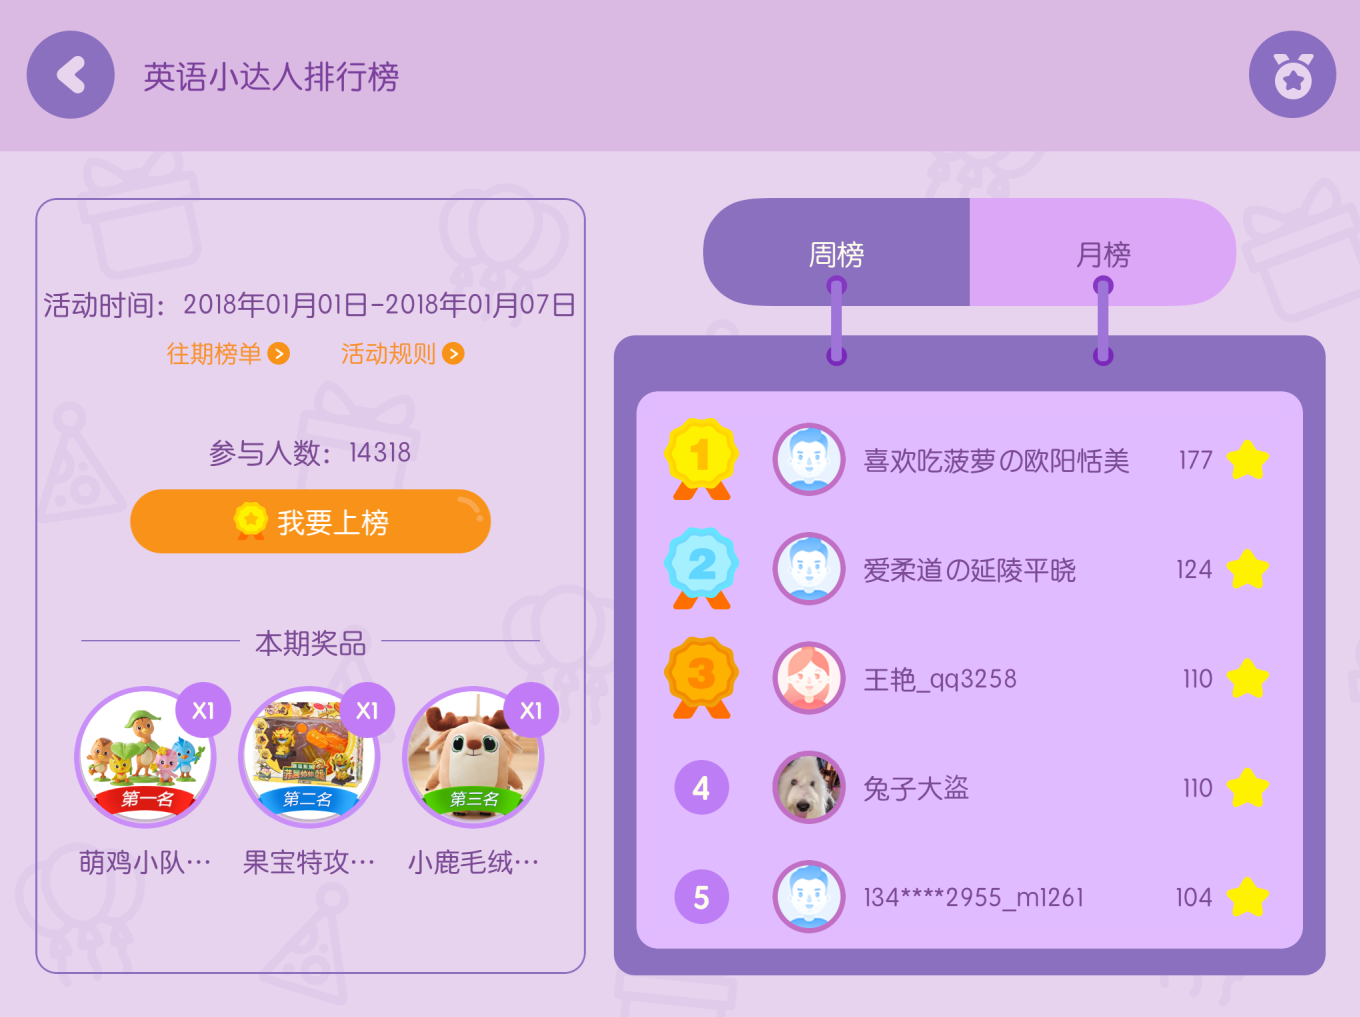 英语小达人排行榜
活动时间：2018年01月01日-2018年01月07日
往期榜单 活动规则
参与人数：14318
我要上榜
本期奖品
X1 X1 X1
第一名 第二名 第三名
萌鸡小队… 果宝特攻… 小鹿毛绒…
周榜 月榜
1 喜欢吃菠萝の欧阳恬美 177
2 爱柔道の延陵平晓 124
3 王艳_qq3258 110
4 兔子大盗 110
5 134****2955_m1261 104